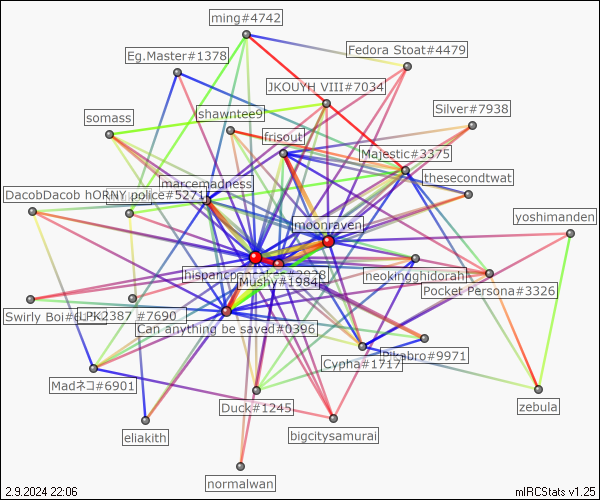 ming#4742
Fedora Stoat#4479
Eg.Master#1378
JKOUYH VIII#7034
Silver#7938
shawntee9
somass
frisout
Majestic#3375
thesecondtwat
marcemadness
DacobDacob hORNY police#5271
yoshimanden
moonraven
hispancpa
Mushy#1984
neokingghidorah
Pocket Persona#3326
Swirly Boi
LPK2387 #7690
Can anything be saved#0396
Pikabro#9971
Cypha#1717
Madネコ#6901
Duck#1245
zebula
eliakith
bigcitysamurai
normalwan
2.9.2024 22:06
mIRCStats v1.25